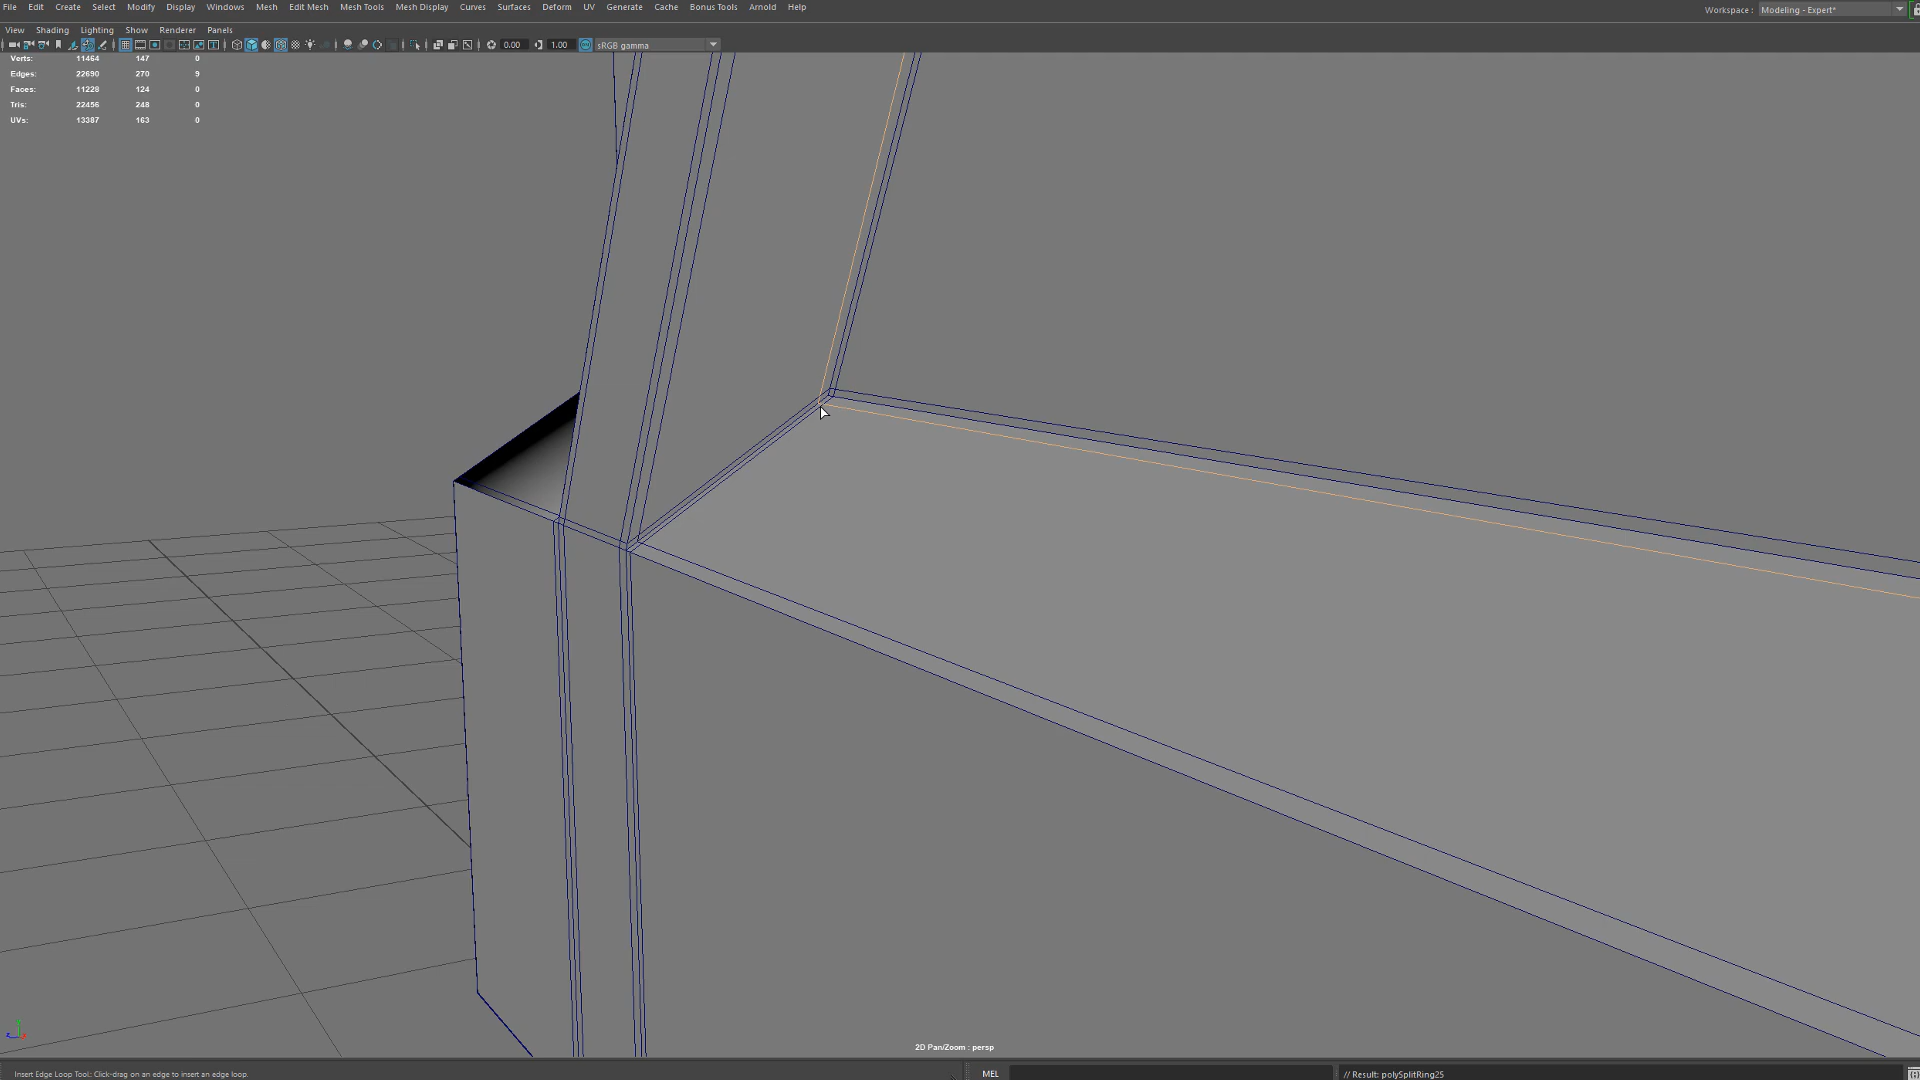 File Edit Create Select Modify Display Windows Mesh Edit Mesh Mesh Tools Mesh Display Curves Surfaces Deform UV Generate Cache Bonus Tools Arnold Help
Workspace : Modeling - Expert*
View Shading Lighting Show Renderer Panels
0.00 1.00 sRGB gamma
Verts: 11464 147 0
Edges: 22690 270 9
Faces: 11228 124 0
Tris: 22456 248 0
UVs: 13387 163 0
2D Pan/Zoom : persp
Insert Edge Loop Tool: Click-drag on an edge to insert an edge loop.
MEL
// Result: polySplitRing25